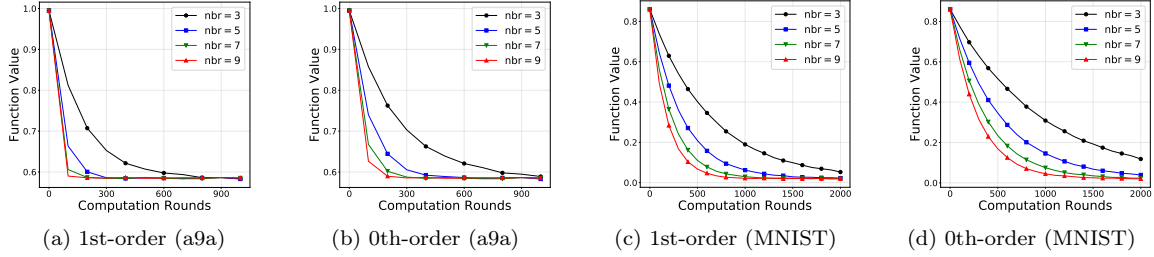 Function Value
1.0
0.9
0.8
0.7
0.6
0
300
600
900
Computation Rounds
nbr = 3
nbr = 5
nbr = 7
nbr = 9
(a) 1st-order (a9a)
Function Value
1.0
0.9
0.8
0.7
0.6
0
300
600
900
Computation Rounds
nbr = 3
nbr = 5
nbr = 7
nbr = 9
(b) 0th-order (a9a)
Function Value
0.8
0.6
0.4
0.2
0.0
0
500
1000
1500
2000
Computation Rounds
nbr = 3
nbr = 5
nbr = 7
nbr = 9
(c) 1st-order (MNIST)
Function Value
0.8
0.6
0.4
0.2
0.0
0
500
1000
1500
2000
Computation Rounds
nbr = 3
nbr = 5
nbr = 7
nbr = 9
(d) 0th-order (MNIST)